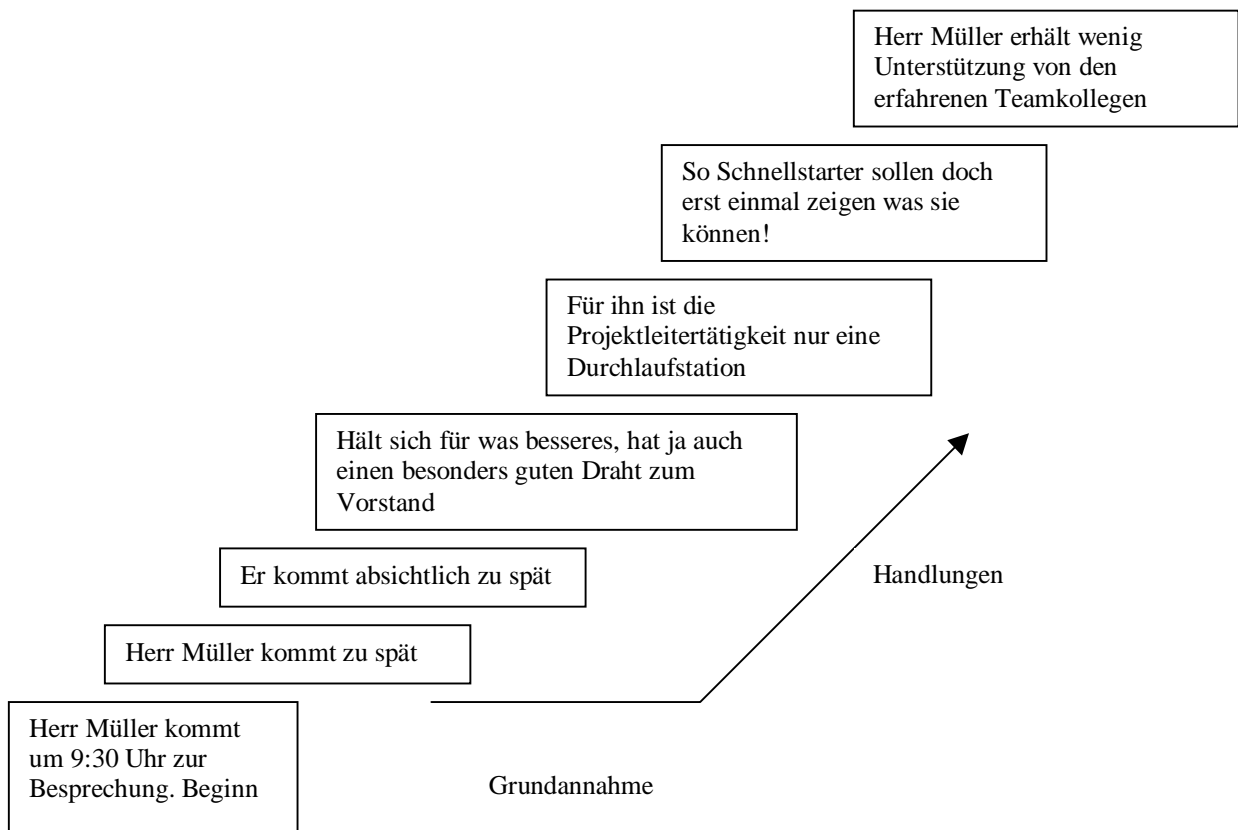 Herr Müller erhält wenig
Unterstützung von den
erfahrenen Teamkollegen
So Schnellstarter sollen doch
erst einmal zeigen was sie
können!
Für ihn ist die
Projektleitertätigkeit nur eine
Durchlaufstation
Hält sich für was besseres, hat ja auch
einen besonders guten Draht zum
Vorstand
Er kommt absichtlich zu spät
Handlungen
Herr Müller kommt zu spät
Herr Müller kommt
um 9:30 Uhr zur
Besprechung. Beginn
Grundannahme